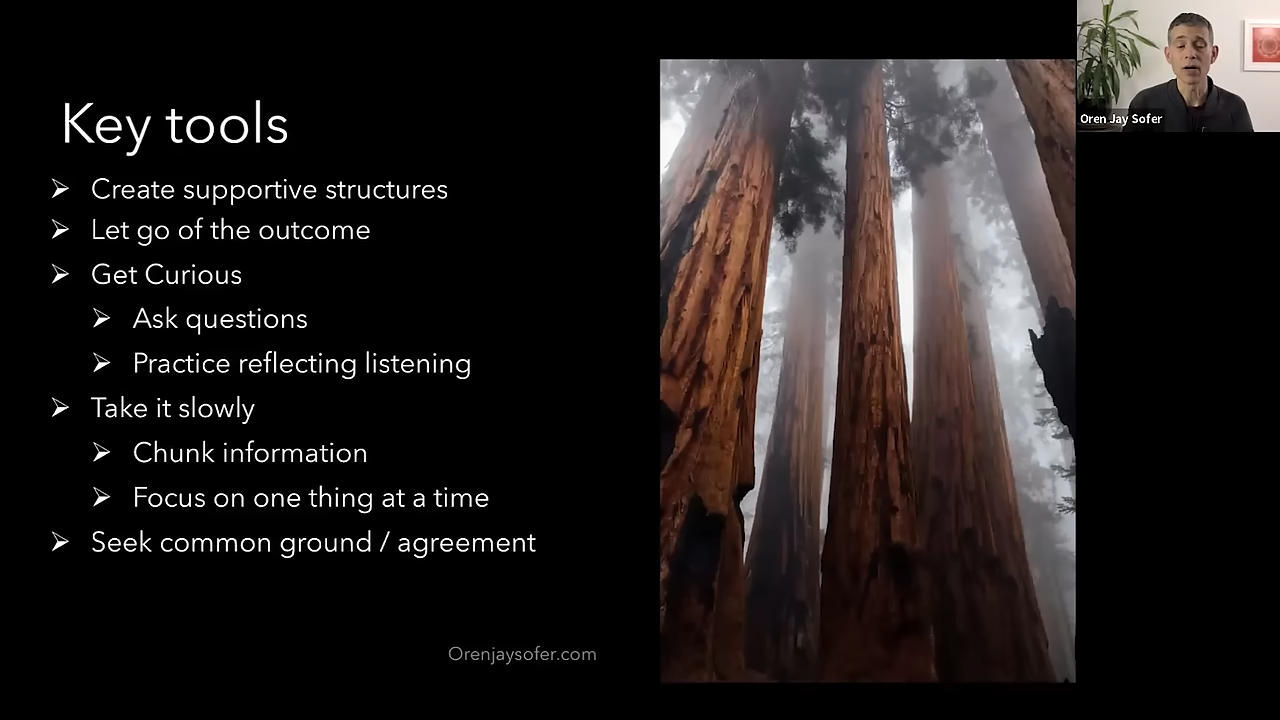 Key tools
Create supportive structures
Let go of the outcome
Get Curious
Ask questions
Practice reflecting listening
Take it slowly
Chunk information
Focus on one thing at a time
Seek common ground / agreement
Orenjaysofer.com
Oren Jay Sofer